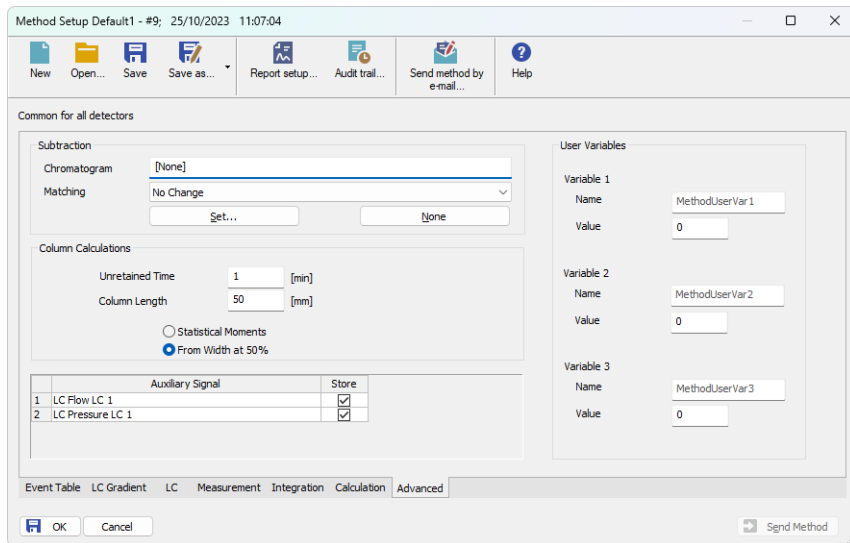 Method Setup Default1 - #9; 25/10/2023 11:07:04
New
Open...
Save
Save as...
Report setup...
Audit trail...
Send method by
e-mail...
Help
Common for all detectors
Subtraction
Chromatogram [None]
Matching No Change
Set... None
Column Calculations
Unretained Time 1 [min]
Column Length 50 [mm]
Statistical Moments
From Width at 50%
Auxiliary Signal Store
1 LC Flow LC 1
2 LC Pressure LC 1
User Variables
Variable 1
Name MethodUserVar1
Value 0
Variable 2
Name MethodUserVar2
Value 0
Variable 3
Name MethodUserVar3
Value 0
Event Table LC Gradient LC Measurement Integration Calculation Advanced
OK Cancel Send Method